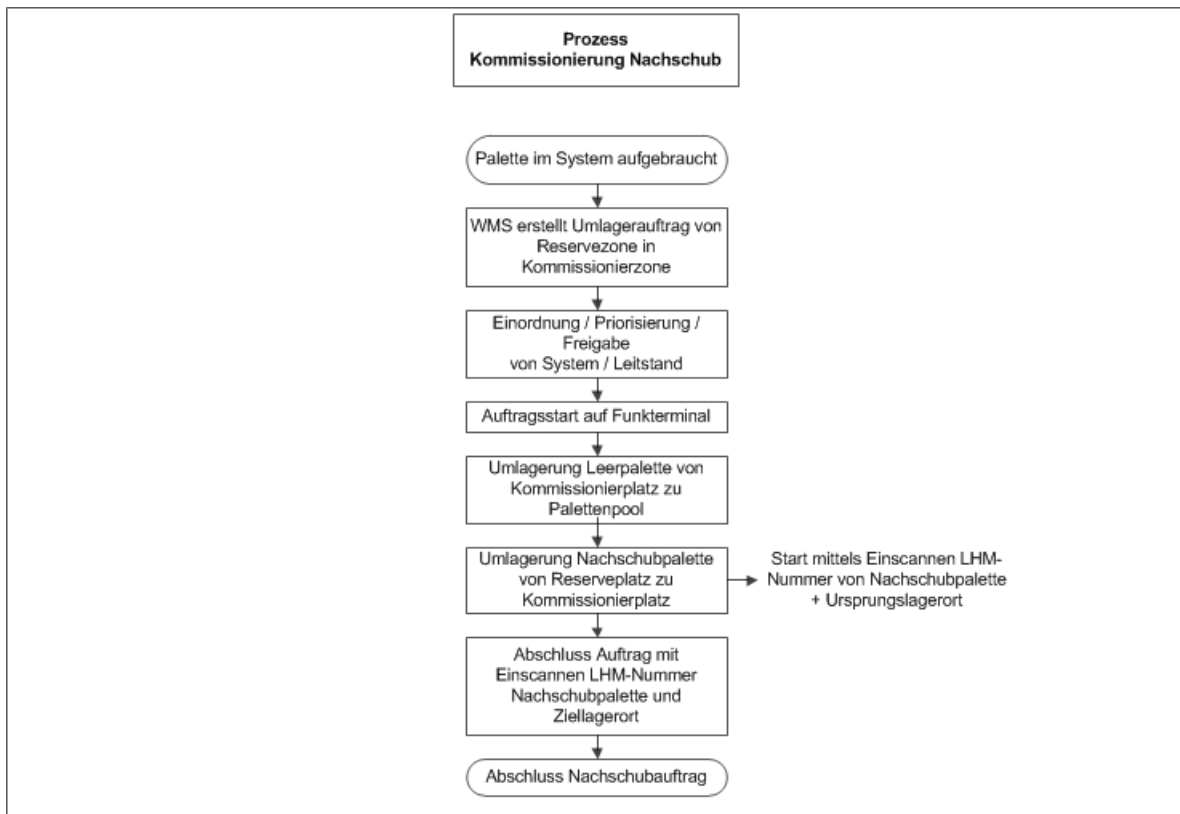 Prozess
Kommissionierung Nachschub
Palette im System aufgebraucht
WMS erstellt Umlagerauftrag von
Reservezone in
Kommissionierzone
Einordnung / Priorisierung /
Freigabe
von System / Leitstand
Auftragsstart auf Funkterminal
Umlagerung Leerpalette von
Kommissionierplatz zu
Palettenpool
Umlagerung Nachschubpalette
von Reserveplatz zu
Kommissionierplatz
Start mittels Einscannen LHM-
Nummer von Nachschubpalette
+ Ursprungslagerort
Abschluss Auftrag mit
Einscannen LHM-Nummer
Nachschubpalette und
Ziellagerort
Abschluss Nachschubauftrag